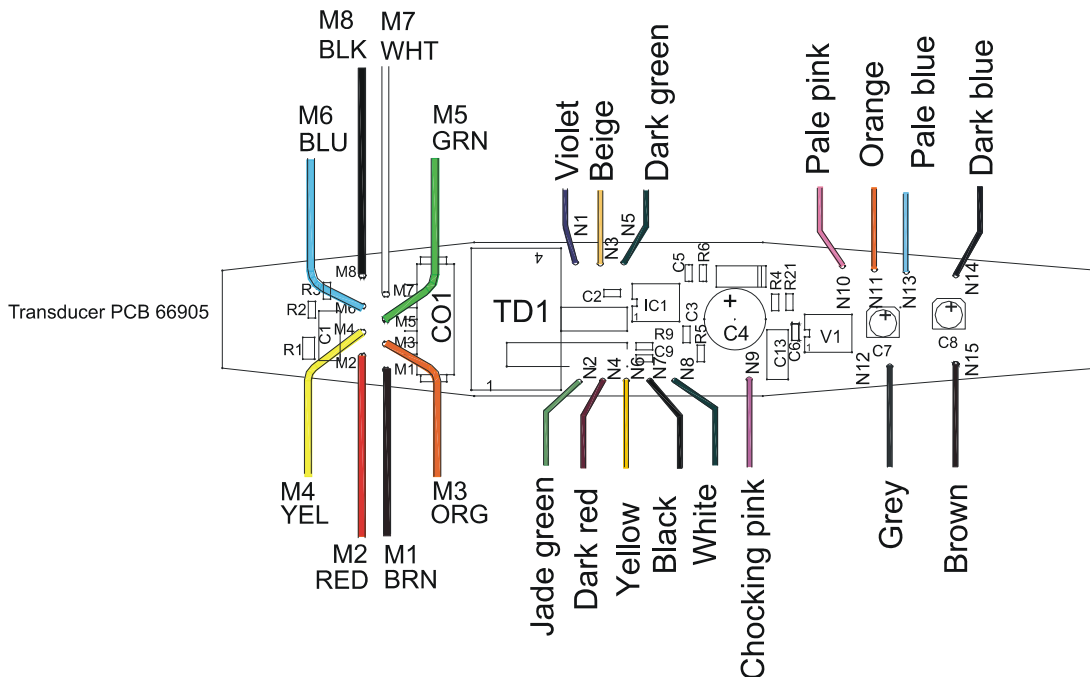 M8
BLK
M7
WHT
M6
BLU
M5
GRN
Violet
Beige
Dark green
Pale pink
Orange
Pale blue
Dark blue
N1
N3
N5
N10
N11
N13
N14
Transducer PCB 66905
M8
M7
M6
M5
M4
M3
M2
M1
R3
R2
R1
C1
CO1
TD1
4
1
C2
IC1
1
C5
R6
C3
R9
C9
R5
C4
+
R4
R21
C13
C6
V1
1
+
C7
+
C8
N2
N4
N6
N7
N8
N9
N12
N15
M4
YEL
M3
ORG
M2
RED
M1
BRN
Jade green
Dark red
Yellow
Black
White
Chocking pink
Grey
Brown